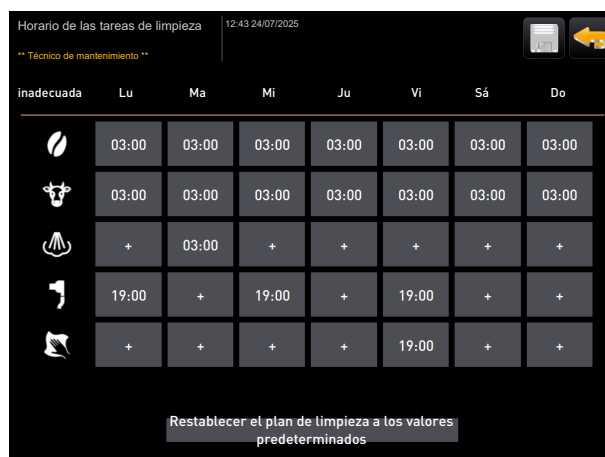 Horario de las tareas de limpieza
12:43 24/07/2025
** Técnico de mantenimiento **
inadecuada Lu Ma Mi Ju Vi Sá Do
03:00 03:00 03:00 03:00 03:00 03:00 03:00
03:00 03:00 03:00 03:00 03:00 03:00 03:00
+ 03:00 + + + + +
19:00 + 19:00 + 19:00 + +
+ + + + 19:00 + +
Restablecer el plan de limpieza a los valores
predeterminados